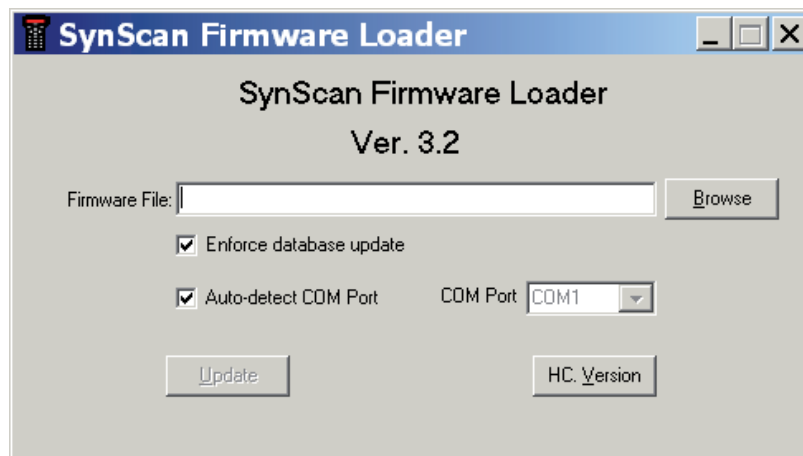 SynScan Firmware Loader
SynScan Firmware Loader
Ver. 3.2
Firmware File: Browse
Enforce database update
Auto-detect COM Port COM Port COM1
Update HC. Version